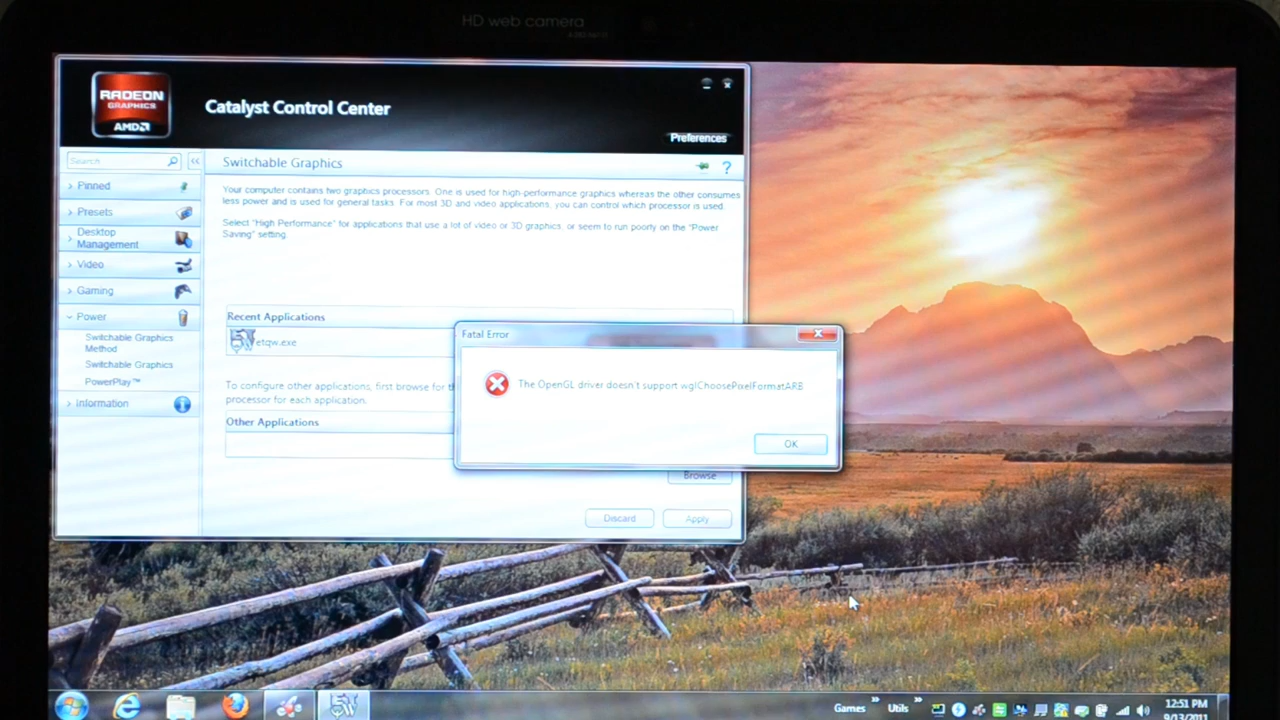 HD web camera
RADEON
GRAPHICS
AMD
Catalyst Control Center
Preferences
Search
«
Switchable Graphics
?
Pinned
Presets
Desktop
Management
Video
Gaming
Power
Switchable Graphics
Method
Switchable Graphics
PowerPlay™
Information
Your computer contains two graphics processors. One is used for high-performance graphics whereas the other consumes
less power and is used for general tasks. For most 3D and video applications, you can control which processor is used.
Select "High Performance" for applications that use a lot of video or 3D graphics, or seem to run poorly on the "Power
Saving" setting.
Recent Applications
etqw.exe
To configure other applications, first browse for
processor for each application.
Other Applications
Browse
Discard
Apply
Fatal Error
The OpenGL driver doesn't support wglChoosePixelFormatARB
OK
Games
Utils
12:51 PM
9/13/2011